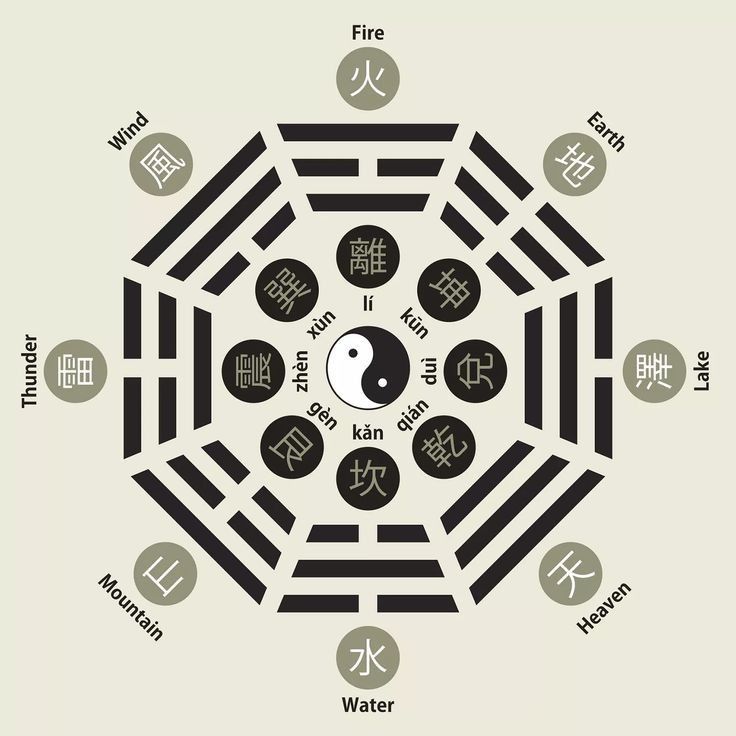 Fire
火
Wind
風
Earth
地
離
lí
巽
xùn
坤
kūn
Thunder
雷
震
zhèn
duì
兌
澤
Lake
gèn
艮
kǎn
坎
qián
乾
山
Mountain
天
Heaven
水
Water